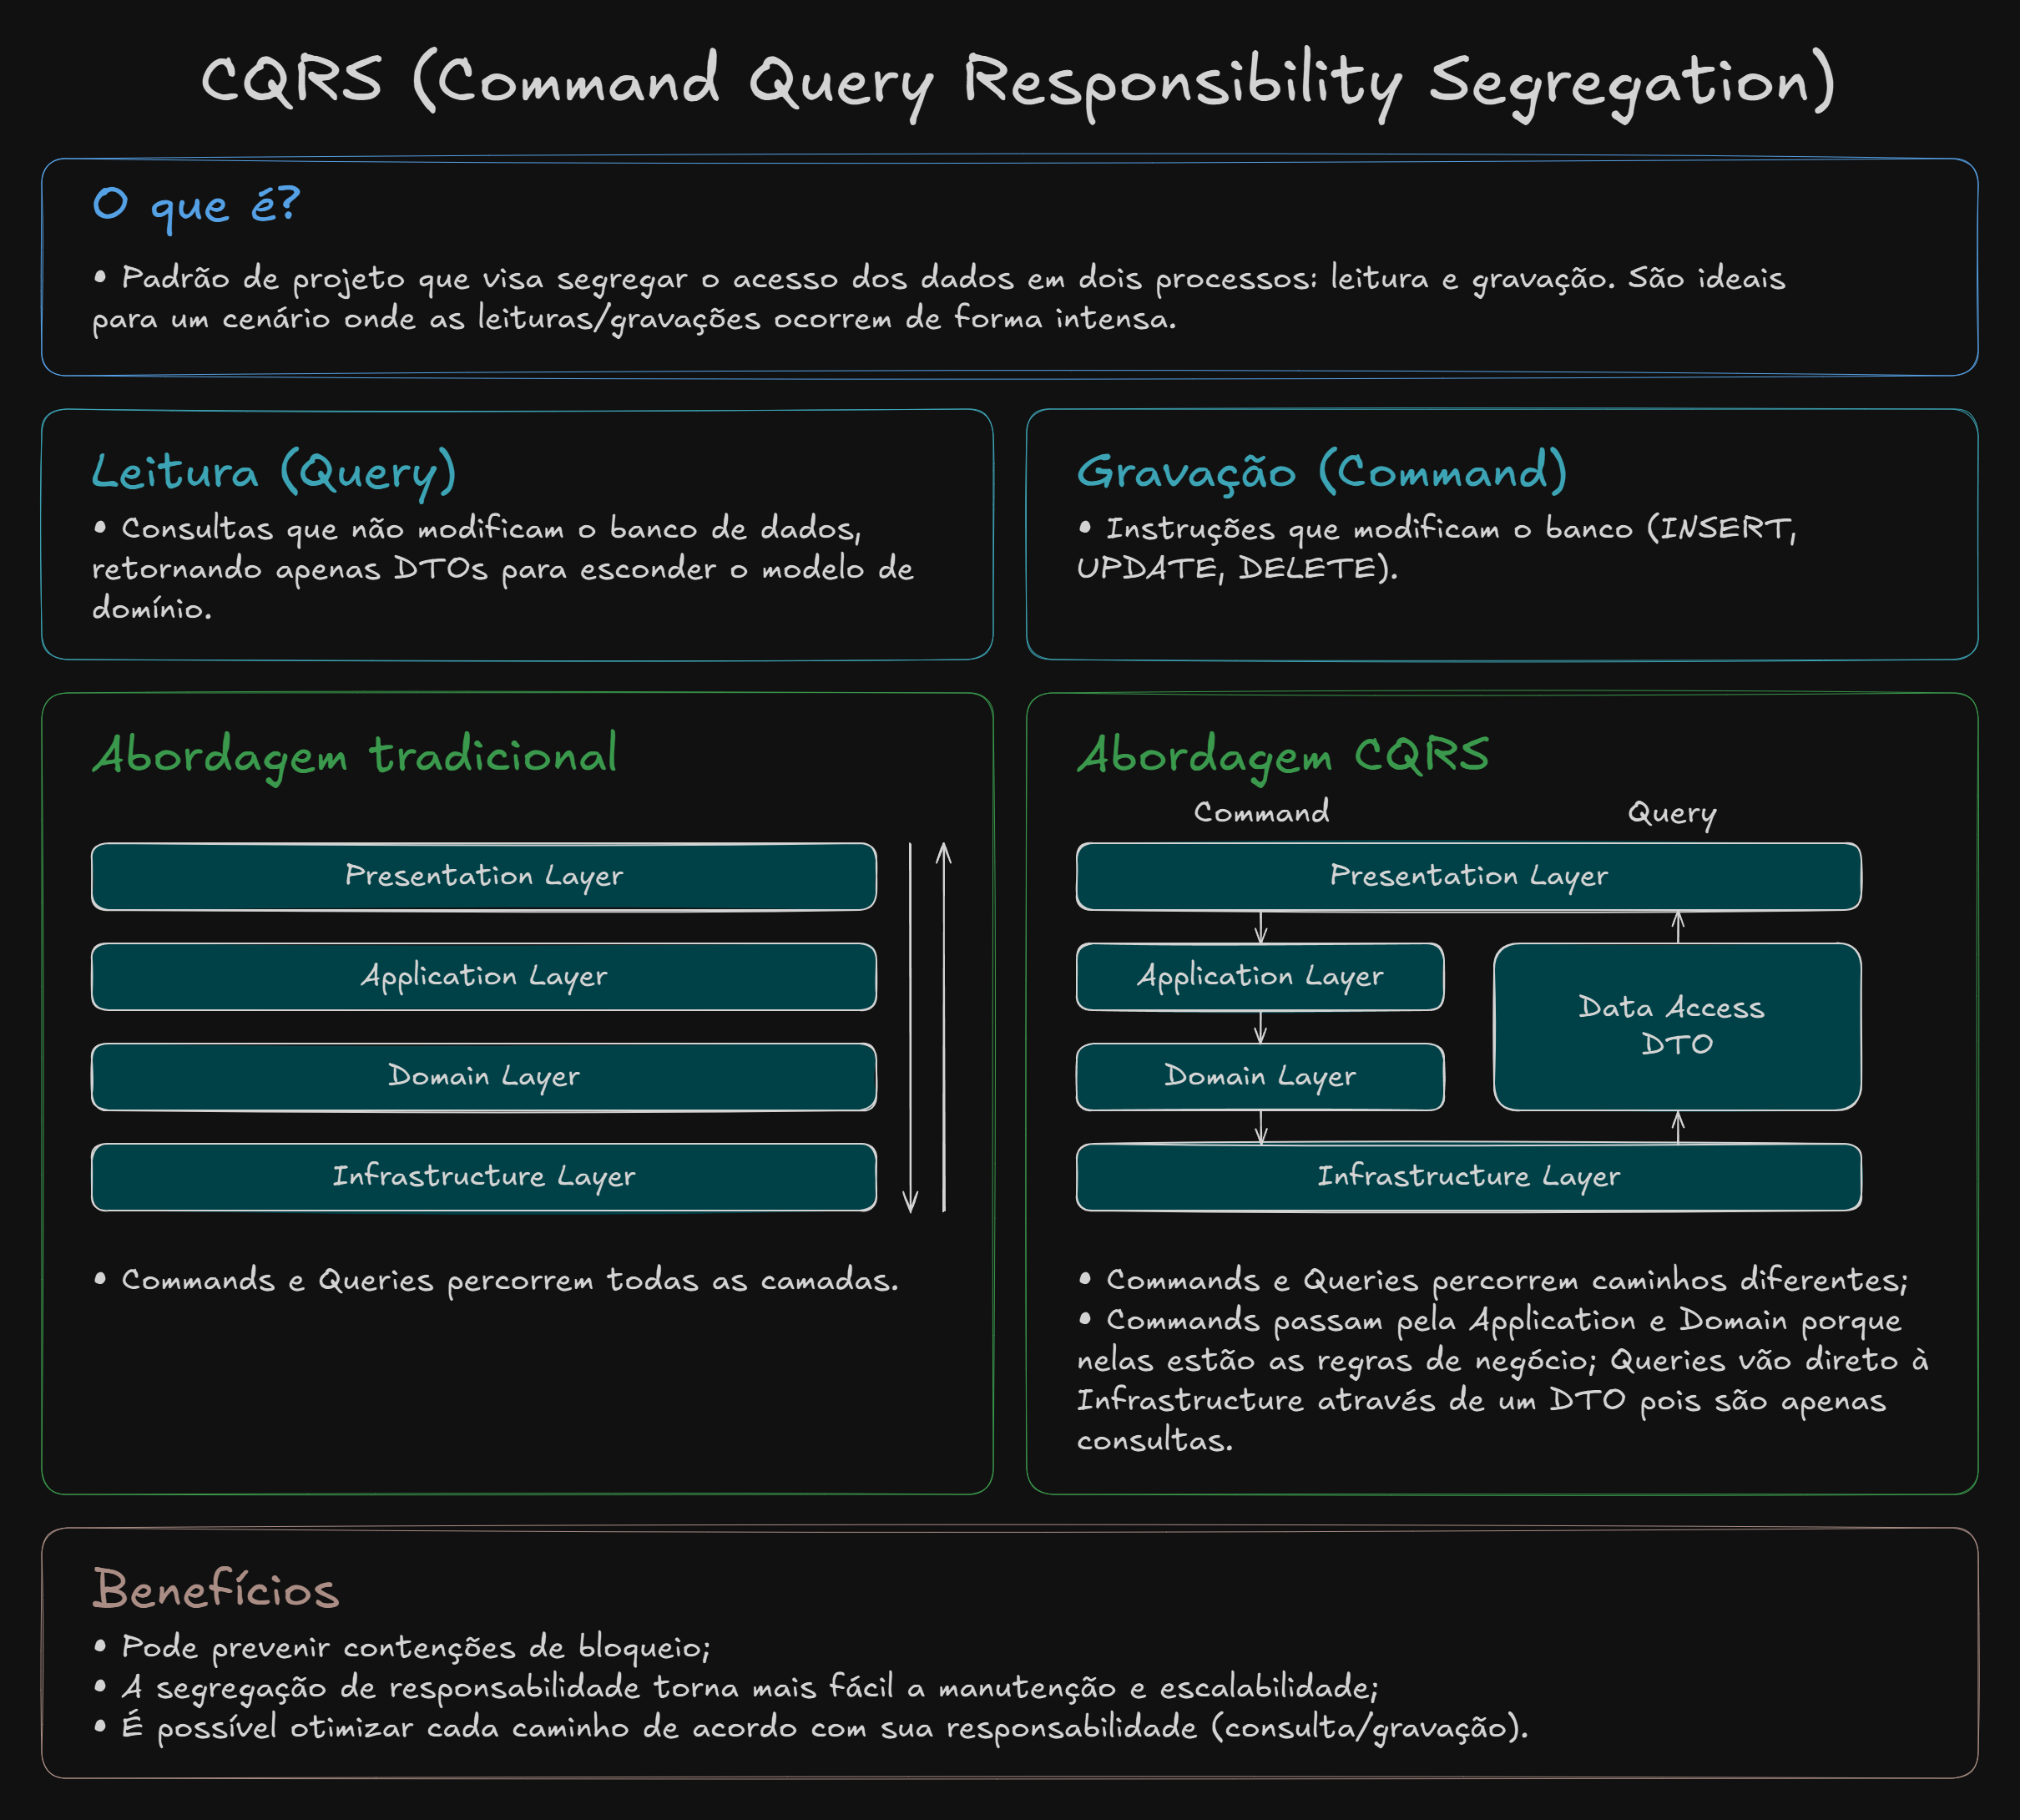 CQRS (Command Query Responsibility Segregation)
O que é?
• Padrão de projeto que visa segregar o acesso dos dados em dois processos: leitura e gravação. São ideais
para um cenário onde as leituras/gravações ocorrem de forma intensa.
Leitura (Query)
• Consultas que não modificam o banco de dados,
retornando apenas DTOs para esconder o modelo de
domínio.
Gravação (Command)
• Instruções que modificam o banco (INSERT,
UPDATE, DELETE).
Abordagem tradicional
Presentation Layer
Application Layer
Domain Layer
Infrastructure Layer
• Commands e Queries percorrem todas as camadas.
Abordagem CQRS
Command
Query
Presentation Layer
Application Layer
Data Access
DTO
Domain Layer
Infrastructure Layer
• Commands e Queries percorrem caminhos diferentes;
• Commands passam pela Application e Domain porque
nelas estão as regras de negócio; Queries vão direto à
Infrastructure através de um DTO pois são apenas
consultas.
Benefícios
• Pode prevenir contenções de bloqueio;
• A segregação de responsabilidade torna mais fácil a manutenção e escalabilidade;
• É possível otimizar cada caminho de acordo com sua responsabilidade (consulta/gravação).